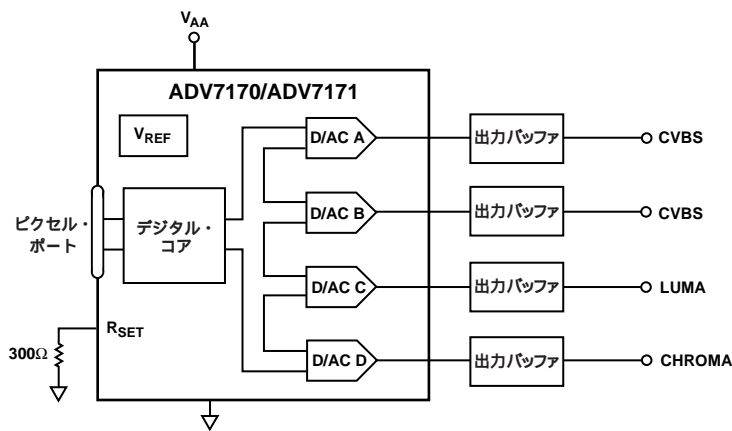 VAA
ADV7170/ADV7171
VREF
D/AC A
出力バッファ
CVBS
ピクセル・
ポート
デジタル・
コア
D/AC B
出力バッファ
CVBS
D/AC C
出力バッファ
LUMA
RSET
300Ω
D/AC D
出力バッファ
CHROMA